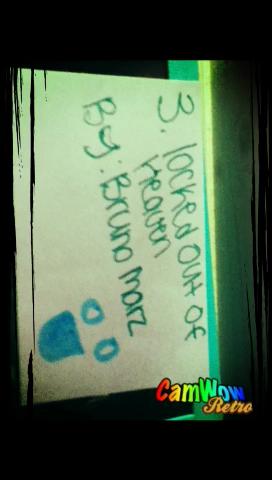 3. locked out of
Heaven
By: Bruno marz
CamWow
Retro